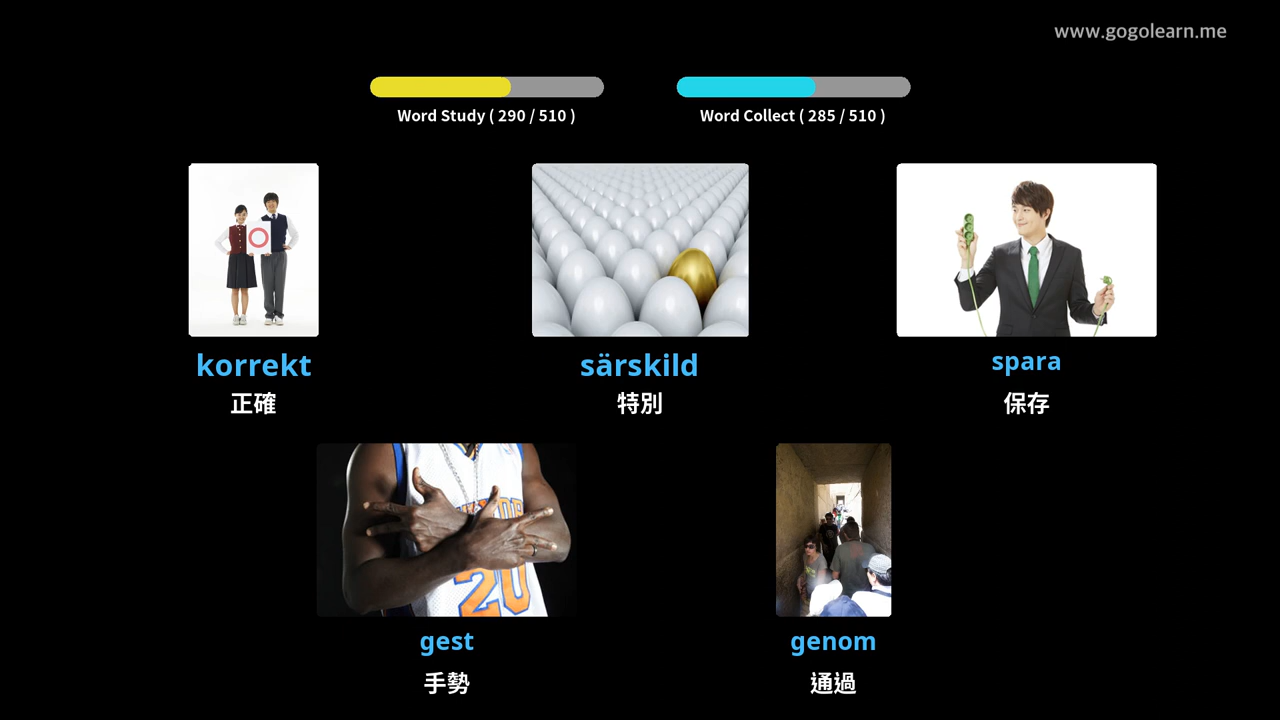 www.gogolearn.me
Word Study ( 290 / 510 )
Word Collect ( 285 / 510 )
korrekt
正確
särskild
特別
spara
保存
20
gest
手勢
genom
通過